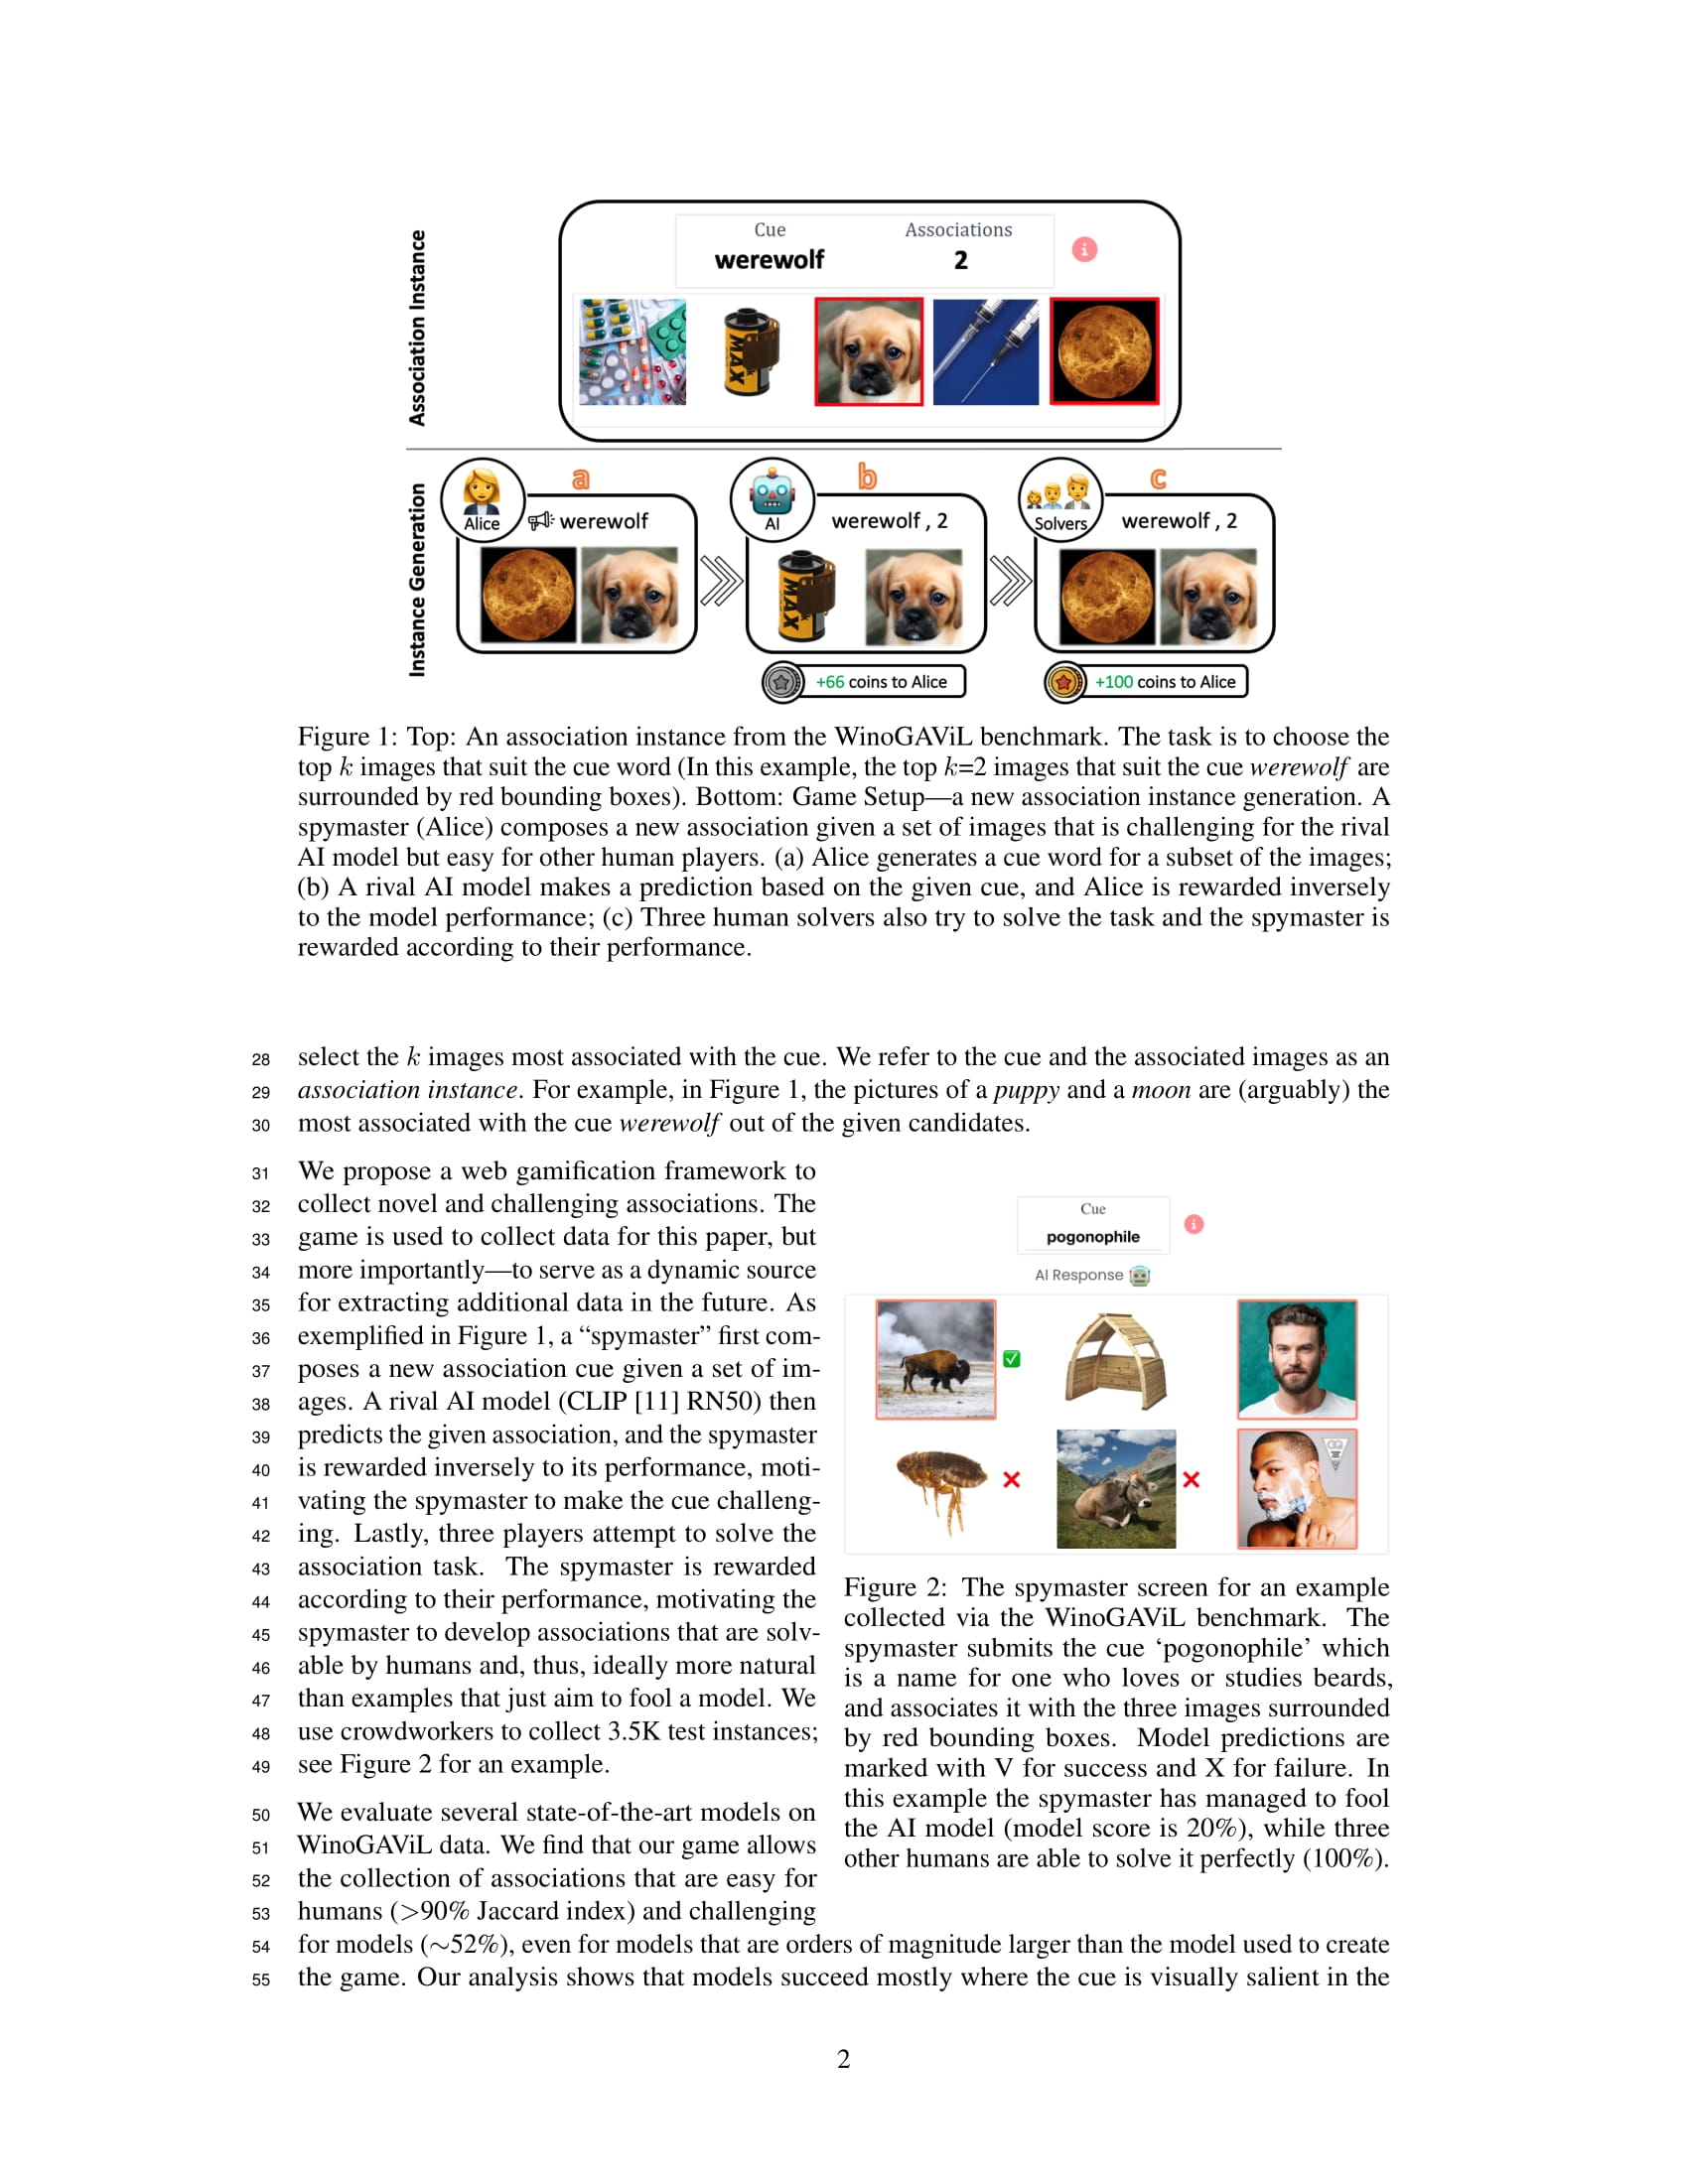 Association Instance
Cue
Associations
werewolf
2
MAX
Instance Generation
a
b
c
Alice
werewolf
AI
werewolf , 2
Solvers
werewolf , 2
MAX
+66 coins to Alice
+100 coins to Alice
Figure 1: Top: An association instance from the WinoGAViL benchmark. The task is to choose the
top k images that suit the cue word (In this example, the top k=2 images that suit the cue werewolf are
surrounded by red bounding boxes). Bottom: Game Setup—a new association instance generation. A
spymaster (Alice) composes a new association given a set of images that is challenging for the rival
AI model but easy for other human players. (a) Alice generates a cue word for a subset of the images;
(b) A rival AI model makes a prediction based on the given cue, and Alice is rewarded inversely
to the model performance; (c) Three human solvers also try to solve the task and the spymaster is
rewarded according to their performance.
28 select the k images most associated with the cue. We refer to the cue and the associated images as an
29 association instance. For example, in Figure 1, the pictures of a puppy and a moon are (arguably) the
30 most associated with the cue werewolf out of the given candidates.
31 We propose a web gamification framework to
32 collect novel and challenging associations. The
33 game is used to collect data for this paper, but
34 more importantly—to serve as a dynamic source
35 for extracting additional data in the future. As
36 exemplified in Figure 1, a “spymaster” first com-
37 poses a new association cue given a set of im-
38 ages. A rival AI model (CLIP [11] RN50) then
39 predicts the given association, and the spymaster
40 is rewarded inversely to its performance, moti-
41 vating the spymaster to make the cue challeng-
42 ing. Lastly, three players attempt to solve the
43 association task. The spymaster is rewarded
44 according to their performance, motivating the
45 spymaster to develop associations that are solv-
46 able by humans and, thus, ideally more natural
47 than examples that just aim to fool a model. We
48 use crowdworkers to collect 3.5K test instances;
49 see Figure 2 for an example.
Cue
pogonophile
AI Response
Figure 2: The spymaster screen for an example
collected via the WinoGAViL benchmark. The
spymaster submits the cue ‘pogonophile’ which
is a name for one who loves or studies beards,
and associates it with the three images surrounded
by red bounding boxes. Model predictions are
marked with V for success and X for failure. In
this example the spymaster has managed to fool
the AI model (model score is 20%), while three
other humans are able to solve it perfectly (100%).
50 We evaluate several state-of-the-art models on
51 WinoGAViL data. We find that our game allows
52 the collection of associations that are easy for
53 humans (>90% Jaccard index) and challenging
54 for models (∼52%), even for models that are orders of magnitude larger than the model used to create
55 the game. Our analysis shows that models succeed mostly where the cue is visually salient in the
2